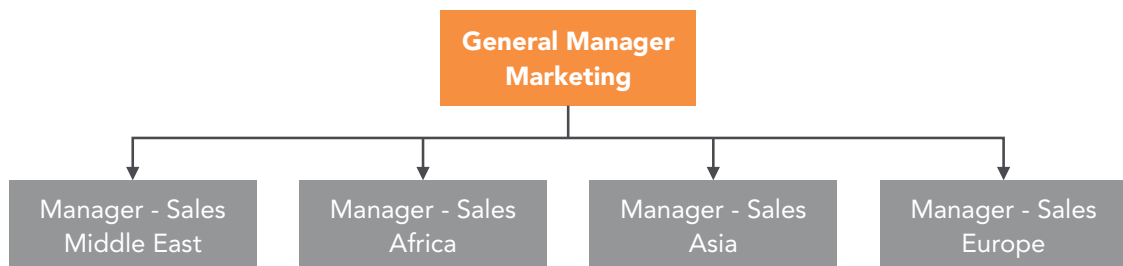 General Manager
Marketing
Manager - Sales
Middle East
Manager - Sales
Africa
Manager - Sales
Asia
Manager - Sales
Europe